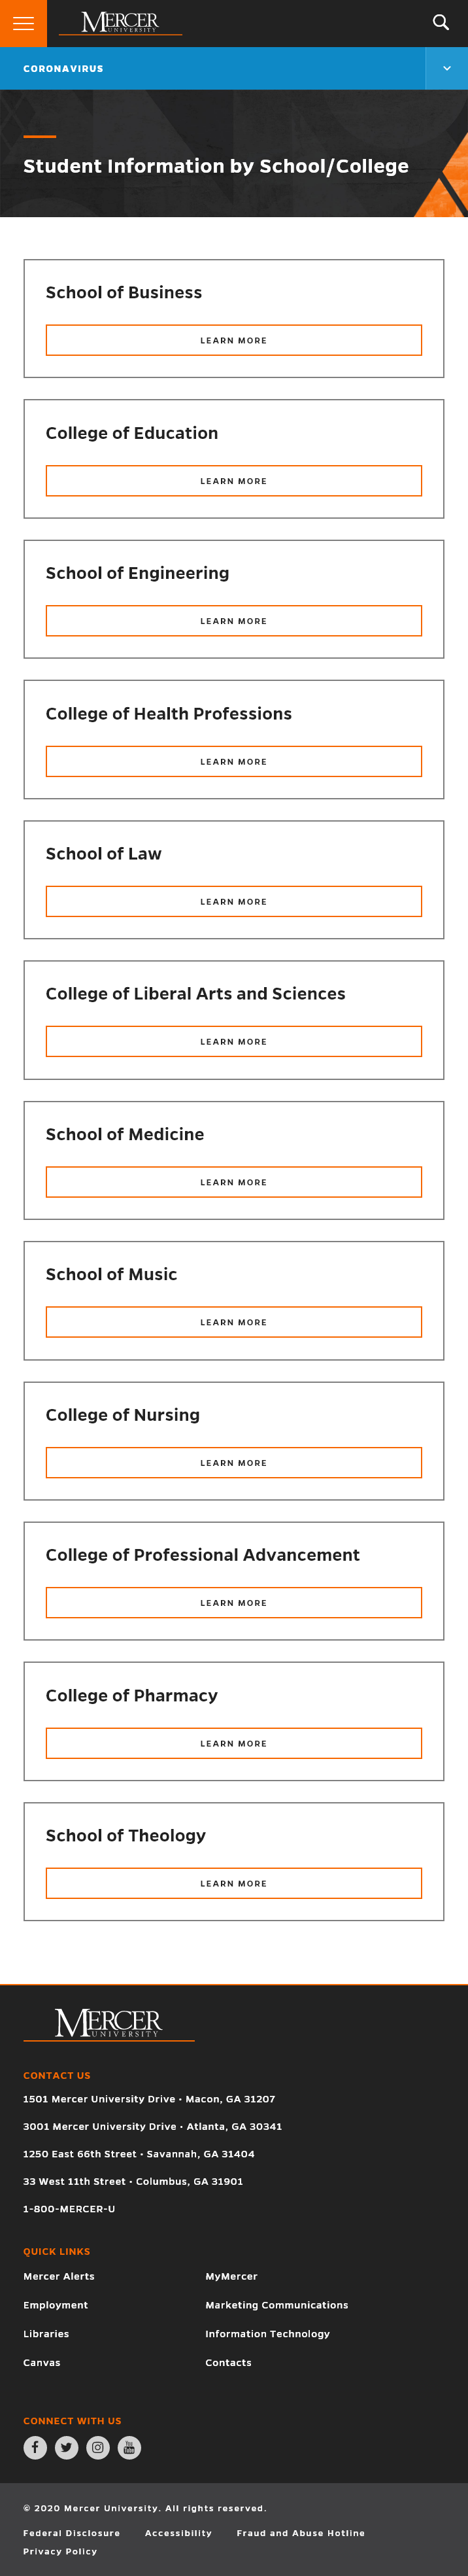 MERCER
UNIVERSITY
CORONAVIRUS
Student Information by School/College
School of Business
LEARN MORE
College of Education
LEARN MORE
School of Engineering
LEARN MORE
College of Health Professions
LEARN MORE
School of Law
LEARN MORE
College of Liberal Arts and Sciences
LEARN MORE
School of Medicine
LEARN MORE
School of Music
LEARN MORE
College of Nursing
LEARN MORE
College of Professional Advancement
LEARN MORE
College of Pharmacy
LEARN MORE
School of Theology
LEARN MORE
MERCER
UNIVERSITY
CONTACT US
1501 Mercer University Drive • Macon, GA 31207
3001 Mercer University Drive • Atlanta, GA 30341
1250 East 66th Street • Savannah, GA 31404
33 West 11th Street • Columbus, GA 31901
1-800-MERCER-U
QUICK LINKS
Mercer Alerts MyMercer
Employment Marketing Communications
Libraries Information Technology
Canvas Contacts
CONNECT WITH US
You
Tube
© 2020 Mercer University. All rights reserved.
Federal Disclosure Accessibility Fraud and Abuse Hotline
Privacy Policy